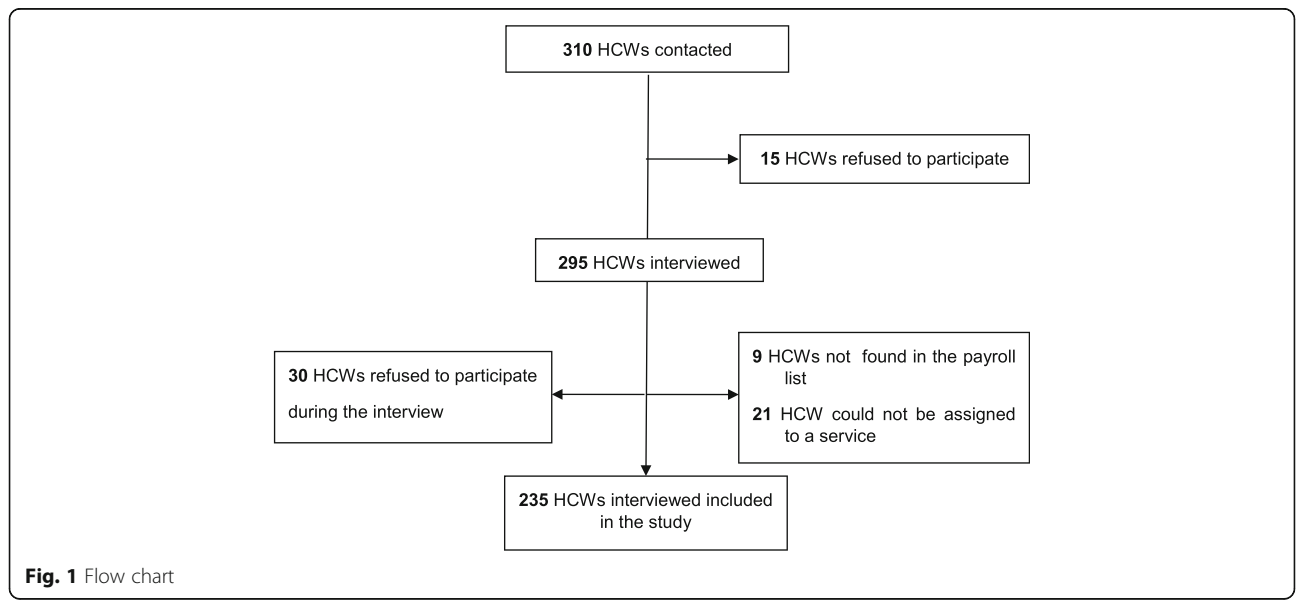 310 HCWs contacted
15 HCWs refused to participate
295 HCWs interviewed
30 HCWs refused to participate
during the interview
9 HCWs not found in the payroll
list
21 HCW could not be assigned
to a service
235 HCWs interviewed included
in the study
Fig. 1 Flow chart